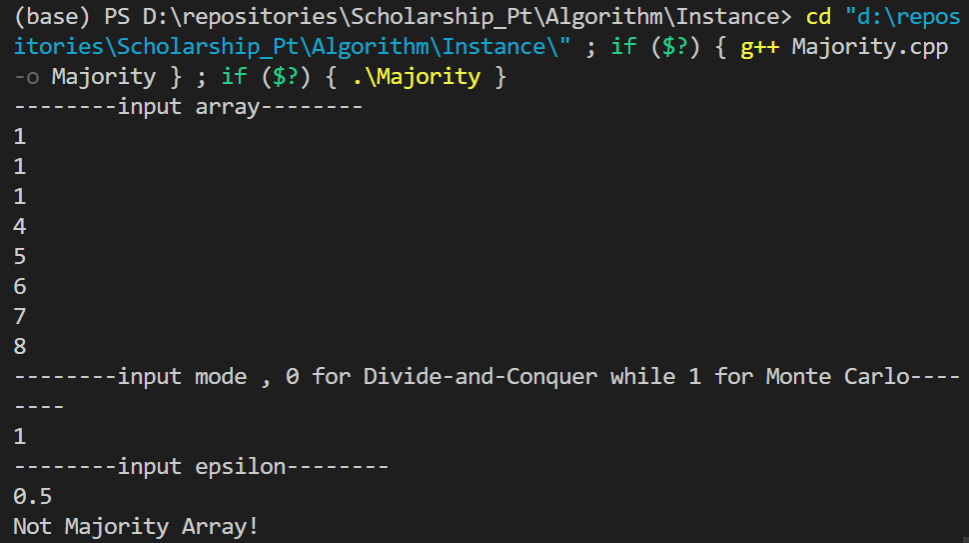 (base) PS D:\repositories\Scholarship_Pt\Algorithm\Instance> cd "d:\repos
itories\Scholarship_Pt\Algorithm\Instance\" ; if ($?) { g++ Majority.cpp
-o Majority } ; if ($?) { .\Majority }
--------input array--------
1
1
1
4
5
6
7
8
--------input mode , 0 for Divide-and-Conquer while 1 for Monte Carlo----
----
1
--------input epsilon--------
0.5
Not Majority Array!